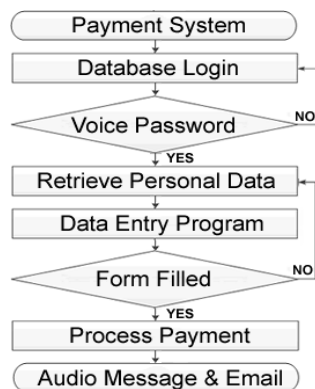 Payment System
Database Login
Voice Password
NO
YES
Retrieve Personal Data
Data Entry Program
Form Filled
NO
YES
Process Payment
Audio Message & Email